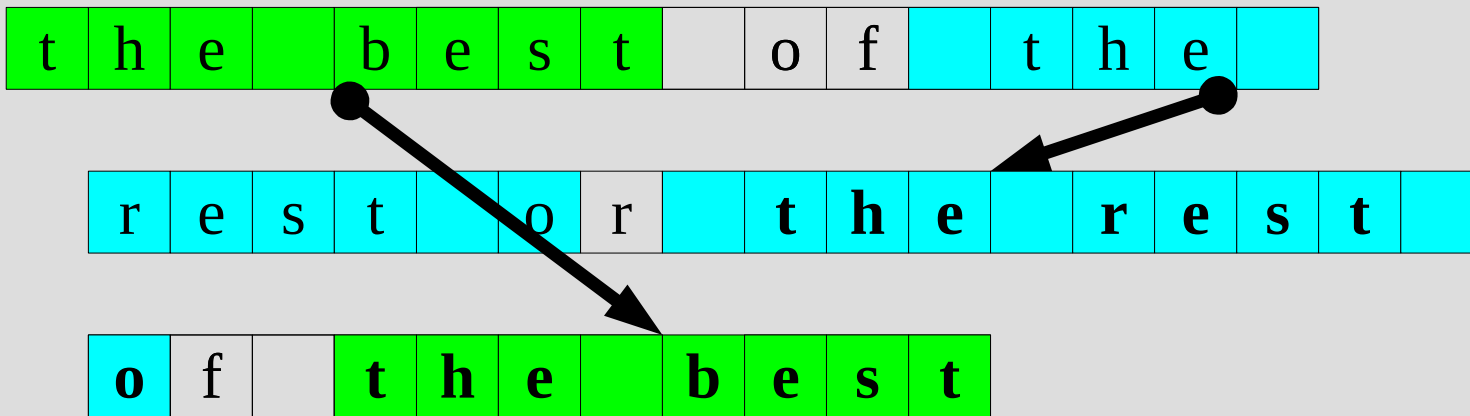 the best of the
rest or the rest
of the best